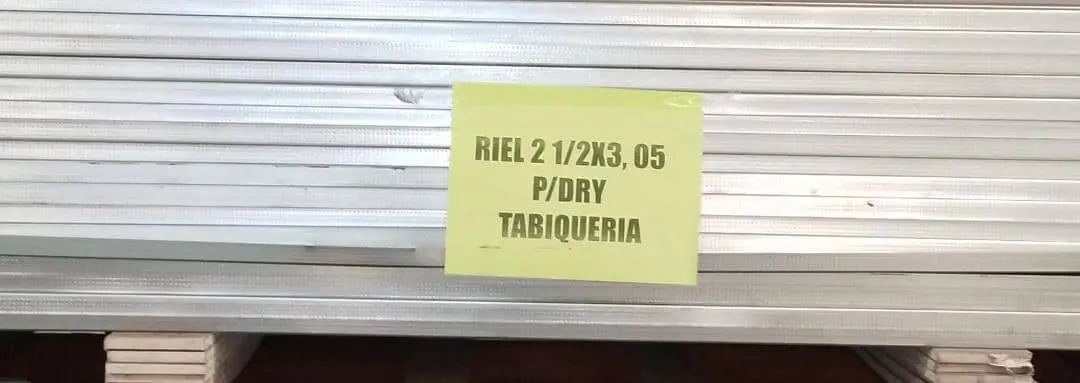 RIEL 2 1/2X3, 05
P/DRY
TABIQUERIA